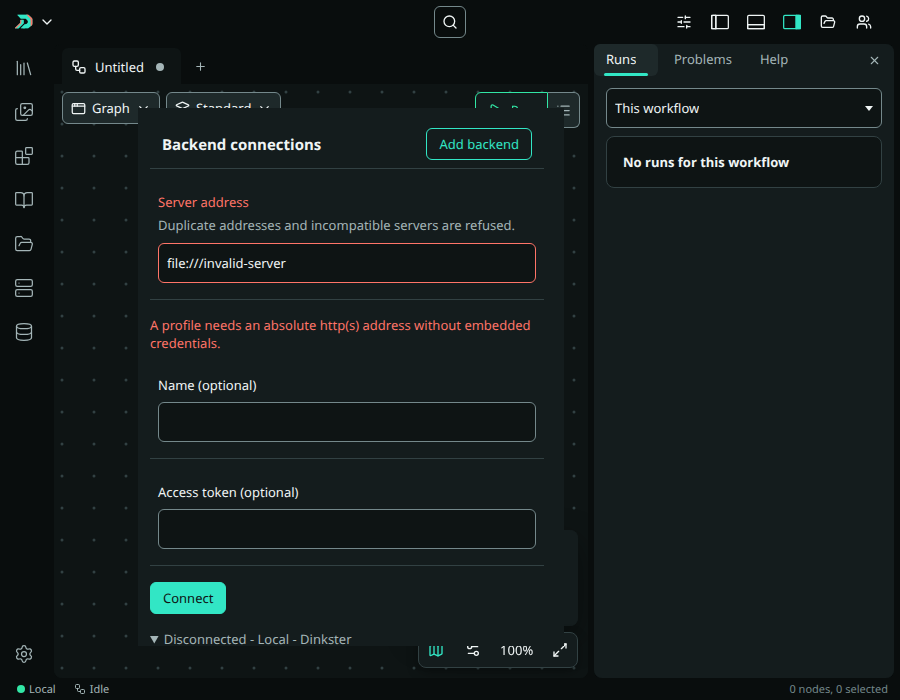 Untitled
Runs
Problems
Help
Graph
Standard
This workflow
No runs for this workflow
Backend connections
Add backend
Server address
Duplicate addresses and incompatible servers are refused.
file:///invalid-server
A profile needs an absolute http(s) address without embedded
credentials.
Name (optional)
Access token (optional)
Connect
Disconnected - Local - Dinkster
100%
Local
Idle
0 nodes, 0 selected